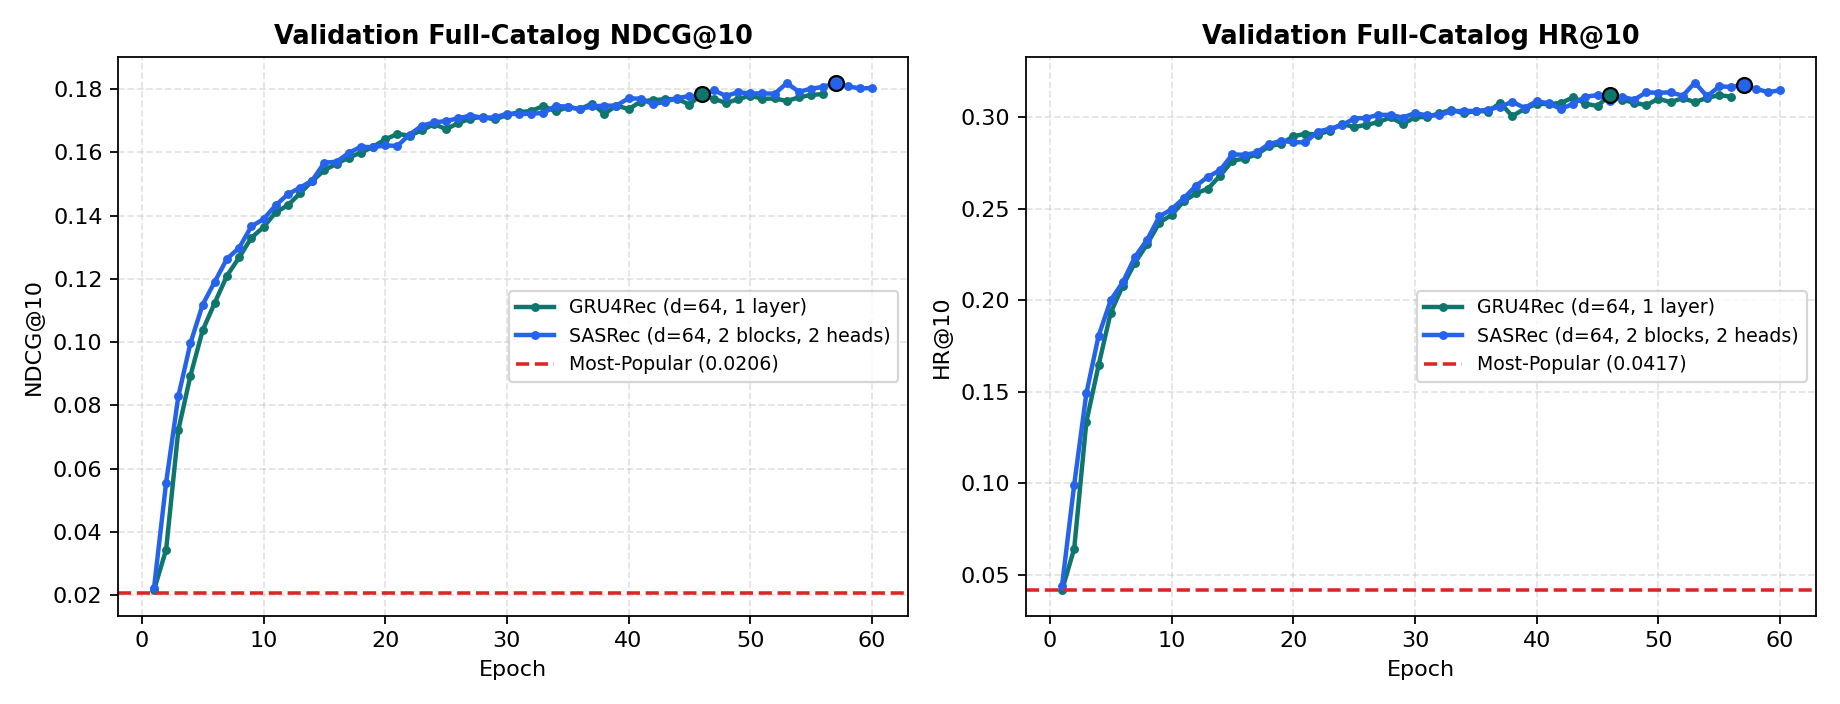 Validation Full-Catalog NDCG@10
NDCG@10
0.18
0.16
0.14
0.12
0.10
0.08
0.06
0.04
0.02
GRU4Rec (d=64, 1 layer)
SASRec (d=64, 2 blocks, 2 heads)
Most-Popular (0.0206)
0 10 20 30 40 50 60
Epoch
Validation Full-Catalog HR@10
HR@10
0.30
0.25
0.20
0.15
0.10
0.05
GRU4Rec (d=64, 1 layer)
SASRec (d=64, 2 blocks, 2 heads)
Most-Popular (0.0417)
0 10 20 30 40 50 60
Epoch